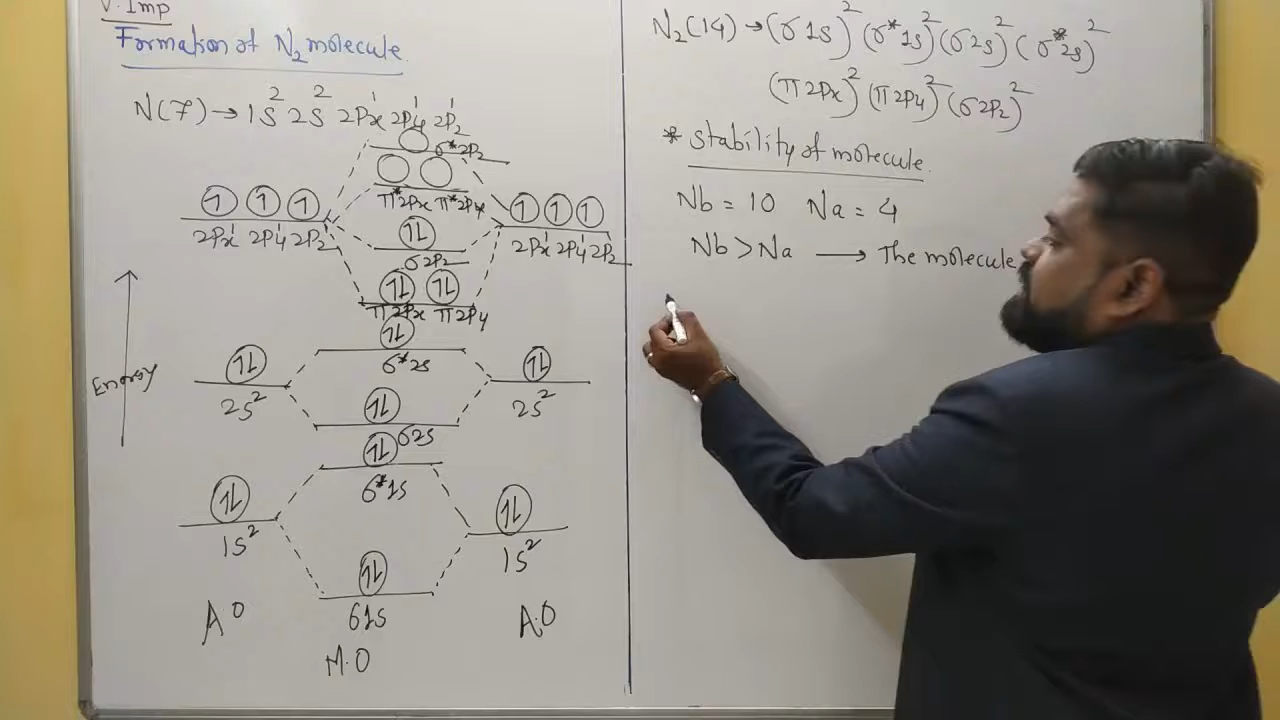 V. Imp
Formation of N₂ molecule.
N(7) → 1S² 2S² 2Px¹ 2Py¹ 2Pz¹
σ*2Pz
π*2Px π*2Py
2Px¹ 2Py¹ 2Pz¹
2Px¹ 2Py¹ 2Pz¹
σ2Pz
π2Px π2Py
σ*2s
Energy
2s²
2s²
σ2s
σ*1s
1s²
1s²
σ1s
A O
A.O
M.O
N₂(14) → (σ1s)² (σ*1s)² (σ2s)² (σ*2s)²
(π2Px)² (π2Py)² (σ2Pz)²
* Stability of molecule.
Nb = 10 Na = 4
Nb > Na → The molecule